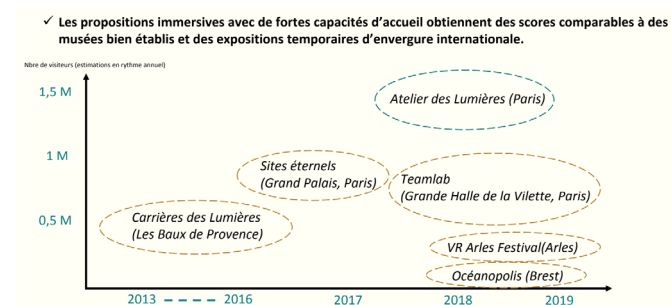 ✓ Les propositions immersives avec de fortes capacités d'accueil obtiennent des scores comparables à des
musées bien établis et des expositions temporaires d'envergure internationale.
Nbre de visiteurs (estimations en rythme annuel)
1,5 M
Atelier des Lumières (Paris)
1 M
Sites éternels
(Grand Palais, Paris)
Teamlab
(Grande Halle de la Vilette, Paris)
0,5 M
Carrières des Lumières
(Les Baux de Provence)
VR Arles Festival(Arles)
Océanopolis (Brest)
2013 – – – – 2016 2017 2018 2019